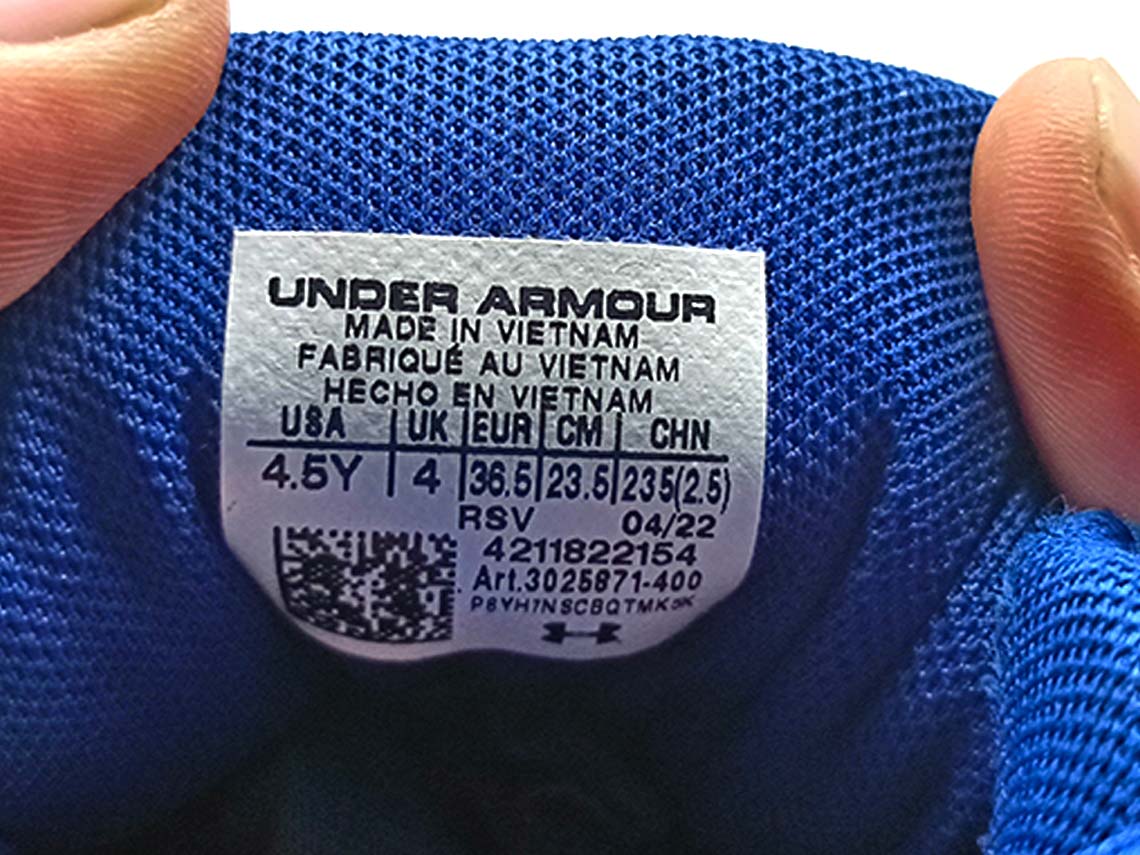 UNDER ARMOUR
MADE IN VIETNAM
FABRIQUÉ AU VIETNAM
HECHO EN VIETNAM
USA UK EUR CM CHN
4.5Y 4 36.5 23.5 235(2.5)
RSV 04/22
4211822154
Art.3025871-400